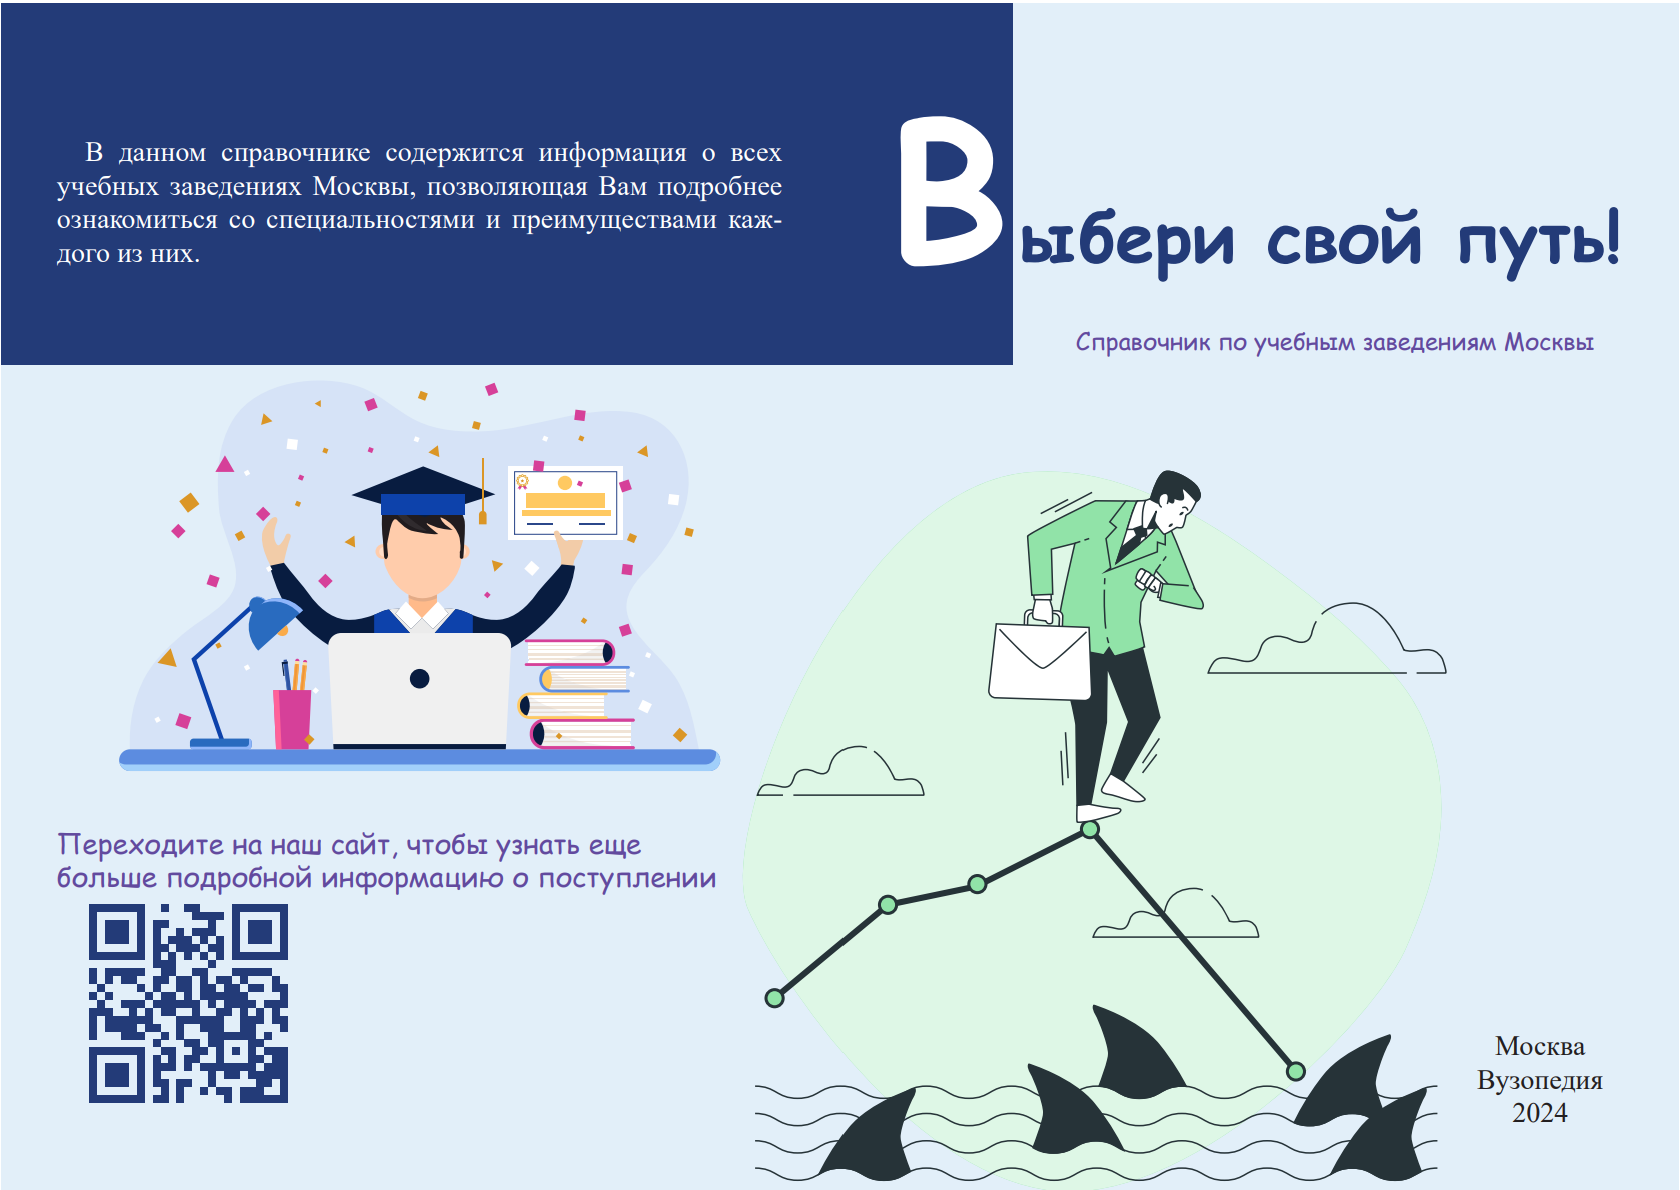 В данном справочнике содержится информация о всех
учебных заведениях Москвы, позволяющая Вам подробнее
ознакомиться со специальностями и преимуществами каж-
дого из них.
Выбери свой путь!
Справочник по учебным заведениям Москвы
Переходите на наш сайт, чтобы узнать еще
больше подробной информацию о поступлении
Москва
Вузопедия
2024